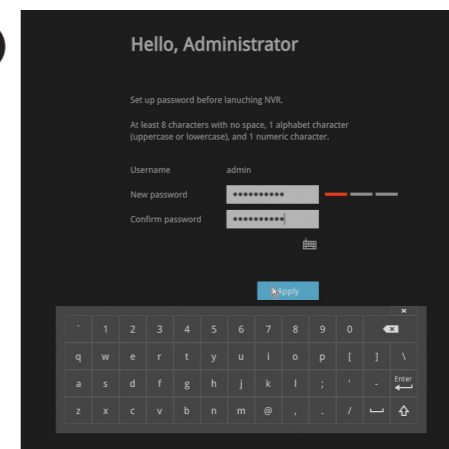 Hello, Administrator
Set up password before lanuching NVR.
At least 8 characters with no space, 1 alphabet character
(uppercase or lowercase), and 1 numeric character.
Username admin
New password ••••••••••
Confirm password ••••••••••
Apply
` 1 2 3 4 5 6 7 8 9 0
q w e r t y u i o p [ ] \
a s d f g h j k l ; ' - Enter
z x c v b n m @ , . /